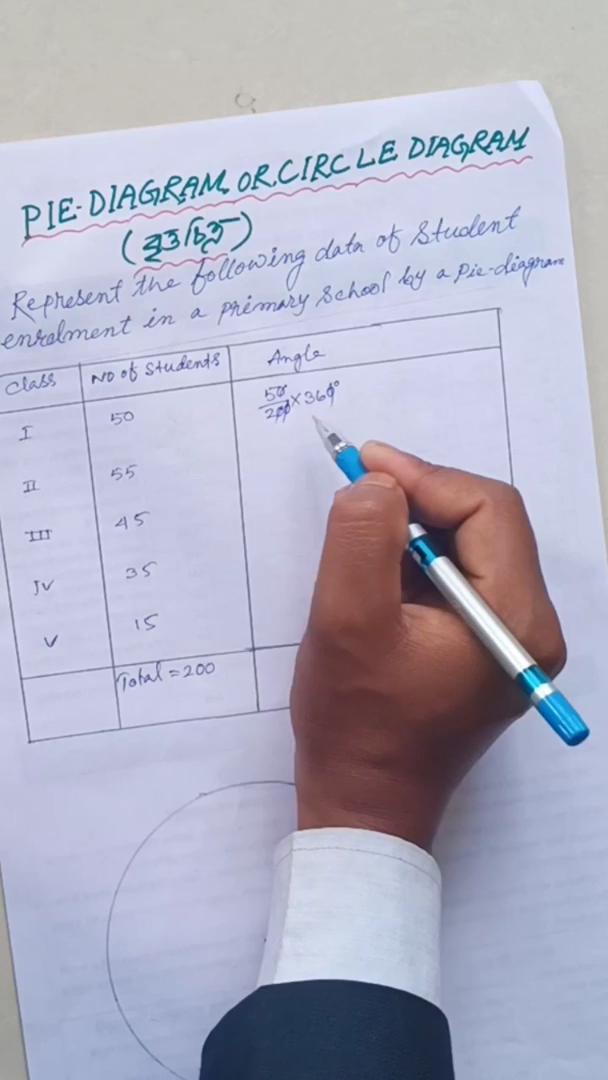 PIE-DIAGRAM OR CIRCLE DIAGRAM
(বৃত্তচিত্ৰ)
Represent the following data of Student
enrolment in a primary School by a Pie-diagram
Class No of Students Angle
I 50 50/200 × 360°
II 55
III 45
IV 35
V 15
Total = 200